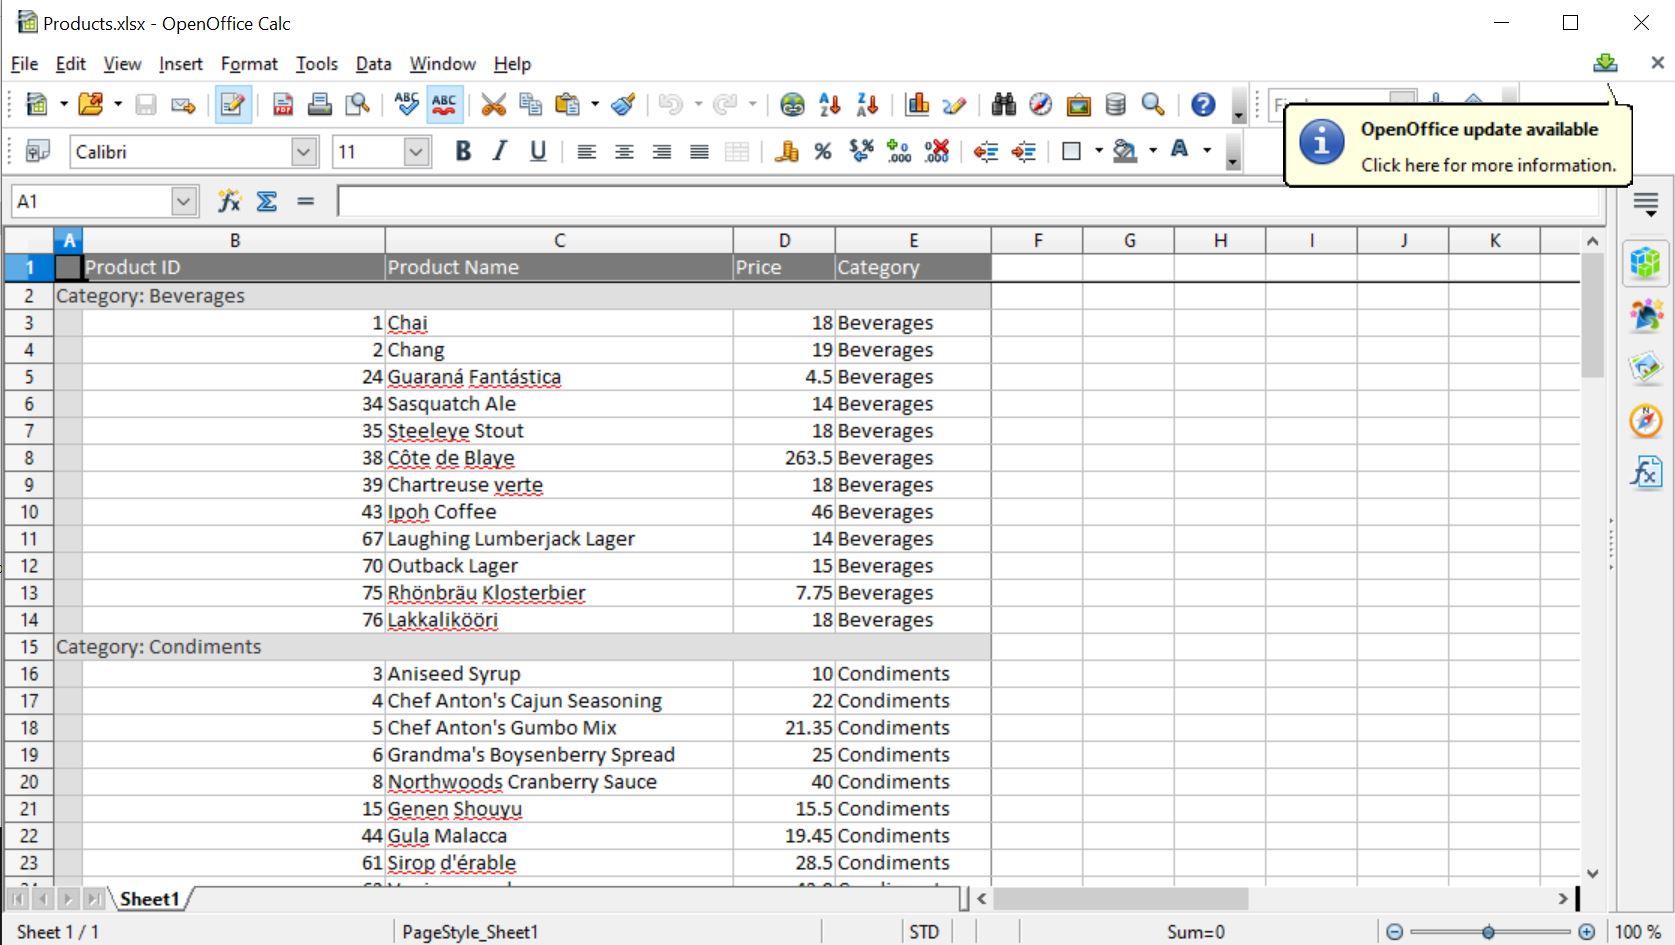 Products.xlsx - OpenOffice Calc
File Edit View Insert Format Tools Data Window Help
OpenOffice update available
Click here for more information.
Calibri 11
A1
A B C D E F G H I J K
1 Product ID Product Name Price Category
2 Category: Beverages
3 1 Chai 18 Beverages
4 2 Chang 19 Beverages
5 24 Guaraná Fantástica 4.5 Beverages
6 34 Sasquatch Ale 14 Beverages
7 35 Steeleye Stout 18 Beverages
8 38 Côte de Blaye 263.5 Beverages
9 39 Chartreuse verte 18 Beverages
10 43 Ipoh Coffee 46 Beverages
11 67 Laughing Lumberjack Lager 14 Beverages
12 70 Outback Lager 15 Beverages
13 75 Rhönbräu Klosterbier 7.75 Beverages
14 76 Lakkalikööri 18 Beverages
15 Category: Condiments
16 3 Aniseed Syrup 10 Condiments
17 4 Chef Anton's Cajun Seasoning 22 Condiments
18 5 Chef Anton's Gumbo Mix 21.35 Condiments
19 6 Grandma's Boysenberry Spread 25 Condiments
20 8 Northwoods Cranberry Sauce 40 Condiments
21 15 Genen Shouyu 15.5 Condiments
22 44 Gula Malacca 19.45 Condiments
23 61 Sirop d'érable 28.5 Condiments
Sheet1
Sheet 1 / 1 PageStyle_Sheet1 STD Sum=0 100 %